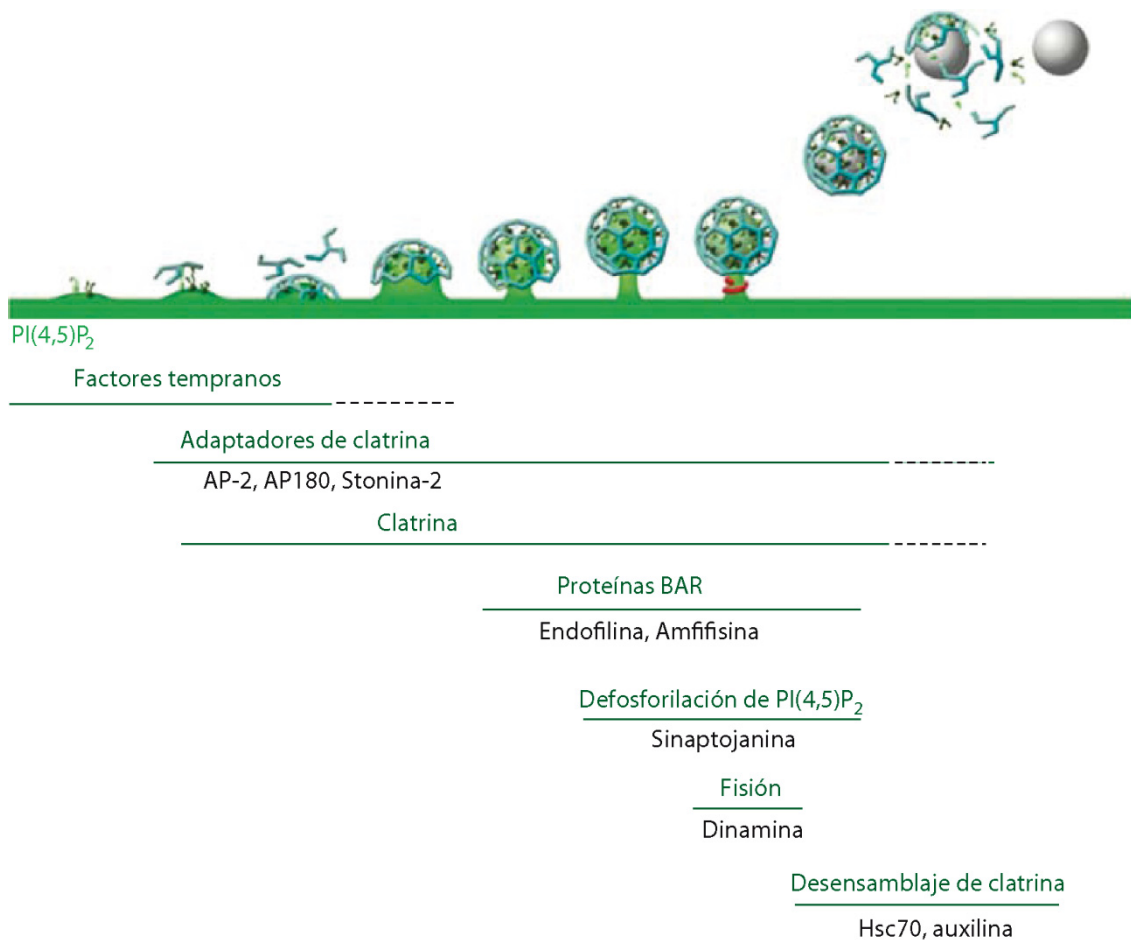 PI(4,5)P₂
Factores tempranos
Adaptadores de clatrina
AP-2, AP180, Stonina-2
Clatrina
Proteínas BAR
Endofilina, Amfifisina
Defosforilación de PI(4,5)P₂
Sinaptojanina
Fisión
Dinamina
Desensamblaje de clatrina
Hsc70, auxilina